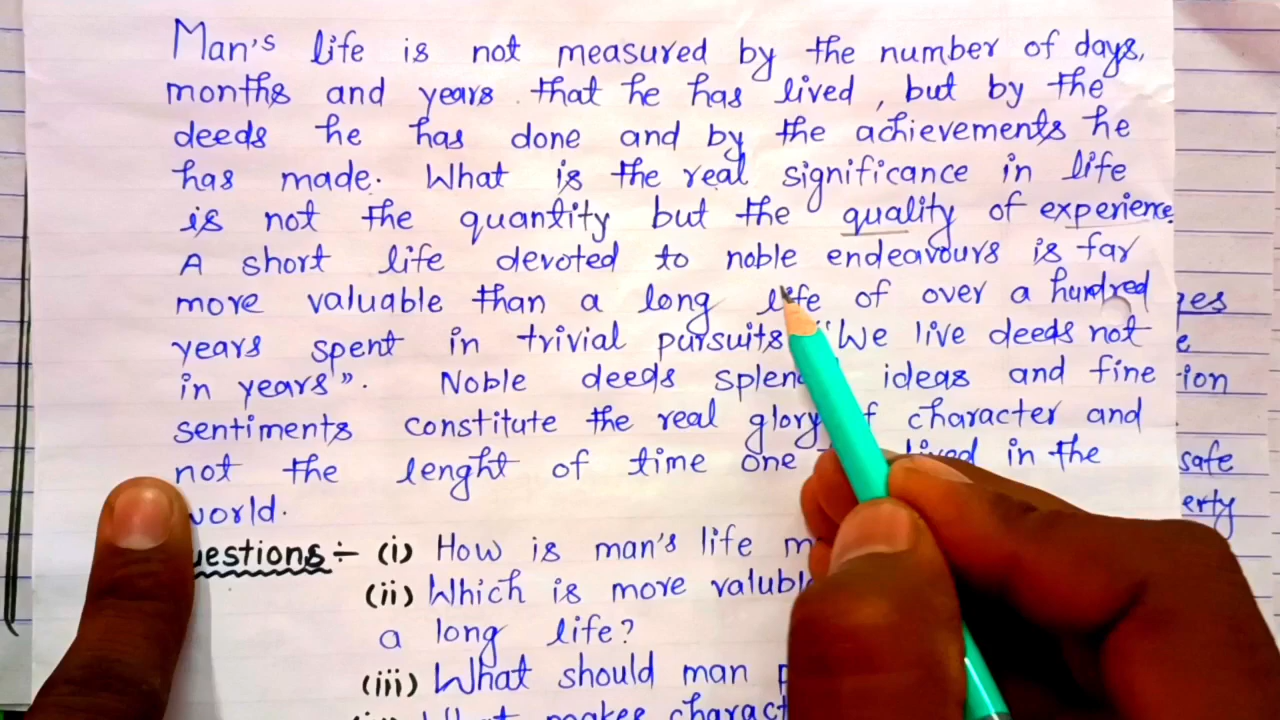 Man's life is not measured by the number of days,
months and years that he has lived, but by the
deeds he has done and by the achievements he
has made. What is the real significance in life
is not the quantity but the quality of experience
A short life devoted to noble endeavours is far
more valuable than a long life of over a hundred
years spent in trivial pursuits "We live deeds not
in years". Noble deeds ideas and fine
sentiments constitute the real glory character and
not the lenght of time one lived in the
world.
(i) How is man's life
(ii) Which is more
a long life?
(iii) What should man
makes
safe